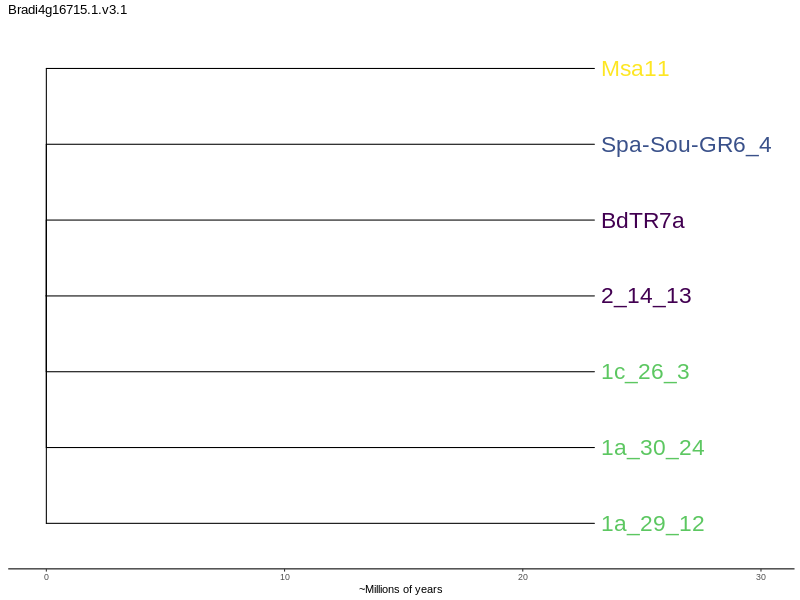 Bradi4g16715.1.v3.1
Msa11
Spa-Sou-GR6_4
BdTR7a
2_14_13
1c_26_3
1a_30_24
1a_29_12
0 10 20 30
~Millions of years